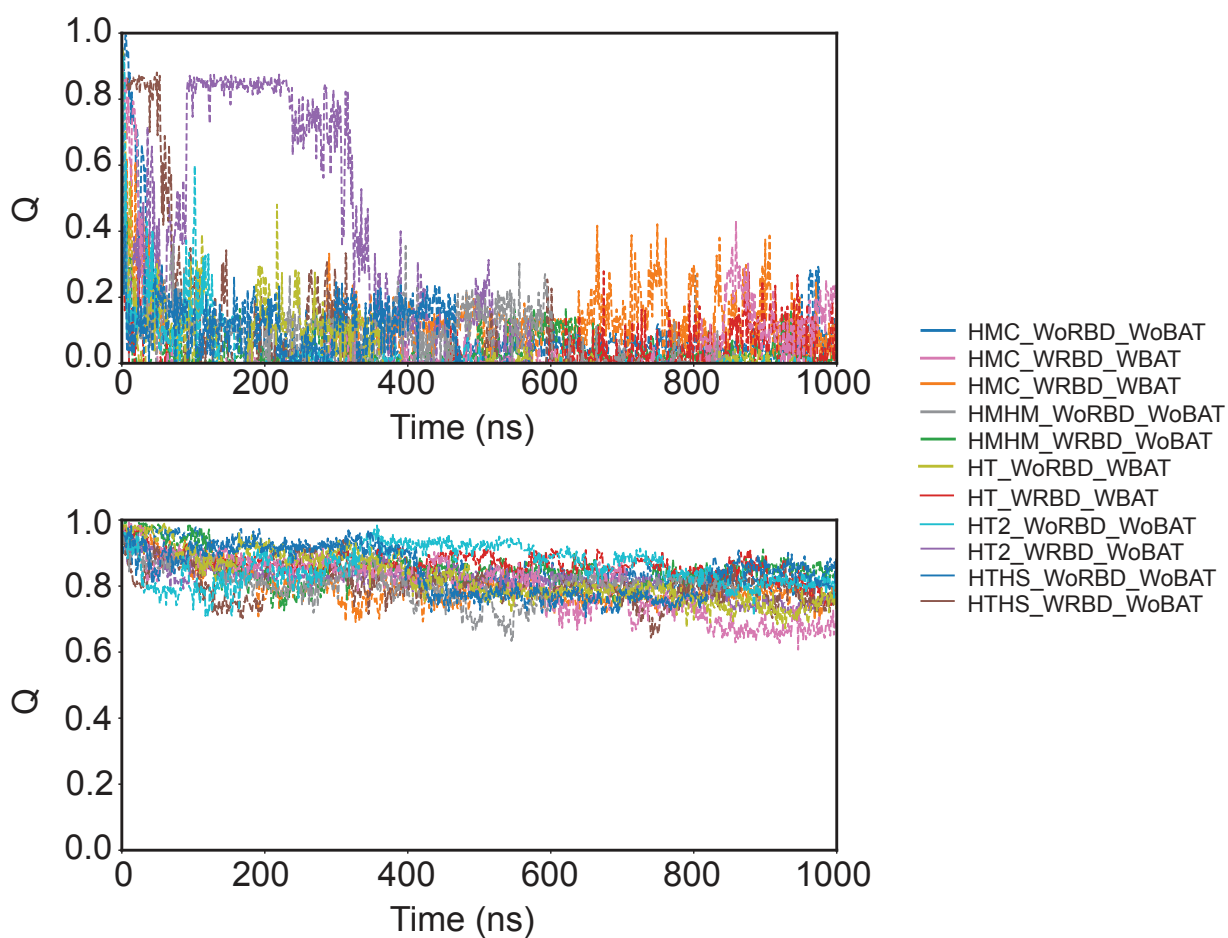 1.0
0.8
0.6
0.4
0.2
0.0
Q
0 200 400 600 800 1000
Time (ns)
HMC_WoRBD_WoBAT
HMC_WRBD_WBAT
HMC_WRBD_WBAT
HMHM_WoRBD_WoBAT
HMHM_WRBD_WoBAT
HT_WoRBD_WBAT
HT_WRBD_WBAT
HT2_WoRBD_WoBAT
HT2_WRBD_WoBAT
HTHS_WoRBD_WoBAT
HTHS_WRBD_WoBAT
1.0
0.8
0.6
0.4
0.2
0.0
Q
0 200 400 600 800 1000
Time (ns)